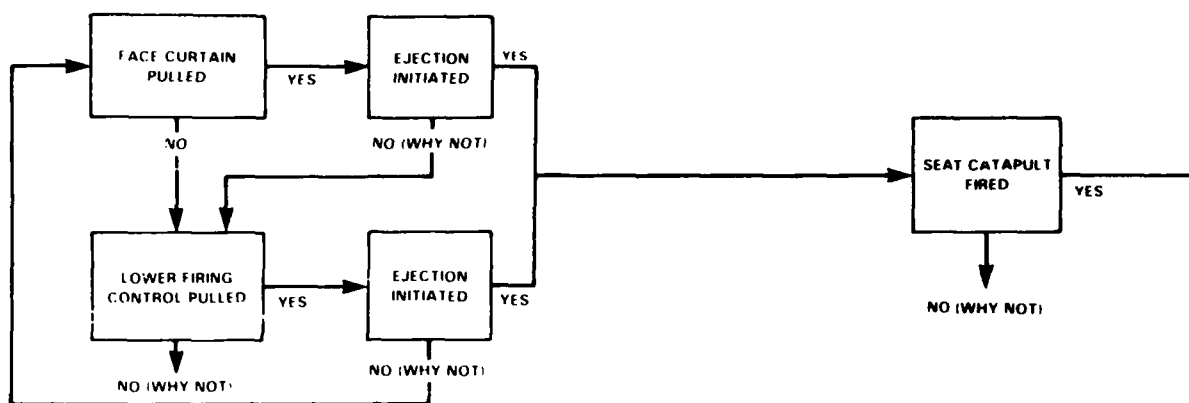 FACE CURTAIN
PULLED
YES
EJECTION
INITIATED
YES
NO
NO (WHY NOT)
SEAT CATAPULT
FIRED
YES
LOWER FIRING
CONTROL PULLED
YES
EJECTION
INITIATED
YES
NO (WHY NOT)
NO (WHY NOT)
NO (WHY NOT)